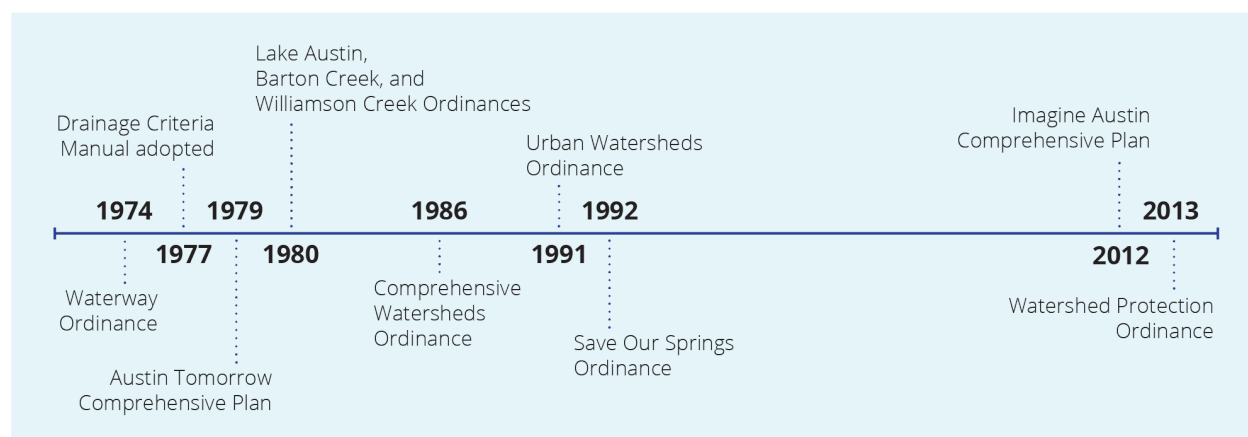 Lake Austin,
Barton Creek, and
Williamson Creek Ordinances
Drainage Criteria
Manual adopted
Urban Watersheds
Ordinance
Imagine Austin
Comprehensive Plan
1974
1979
1986
1992
2013
1977
1980
1991
2012
Waterway
Ordinance
Comprehensive
Watersheds
Ordinance
Watershed Protection
Ordinance
Save Our Springs
Ordinance
Austin Tomorrow
Comprehensive Plan